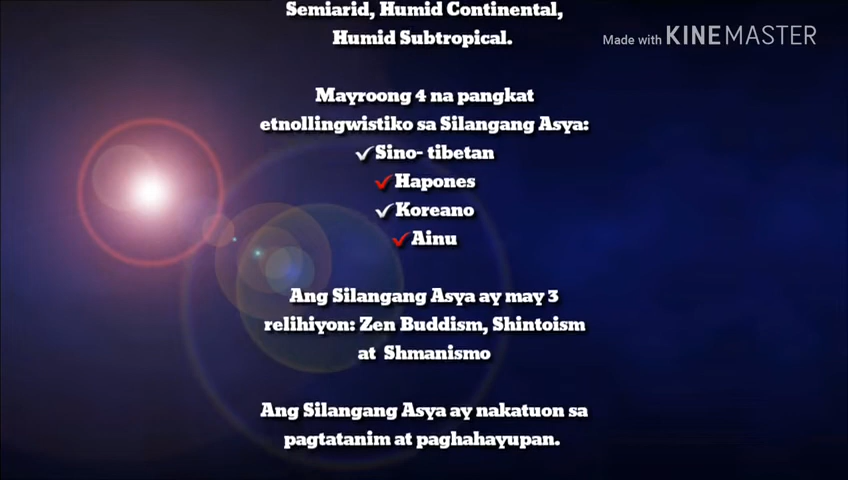 Semiarid, Humid Continental,
Humid Subtropical.
Made with KINEMASTER
Mayroong 4 na pangkat
etnollingwistiko sa Silangang Asya:
✓Sino- tibetan
✓Hapones
✓Koreano
✓Ainu
Ang Silangang Asya ay may 3
relihiyon: Zen Buddism, Shintoism
at Shmanismo
Ang Silangang Asya ay nakatuon sa
pagtatanim at paghahayupan.